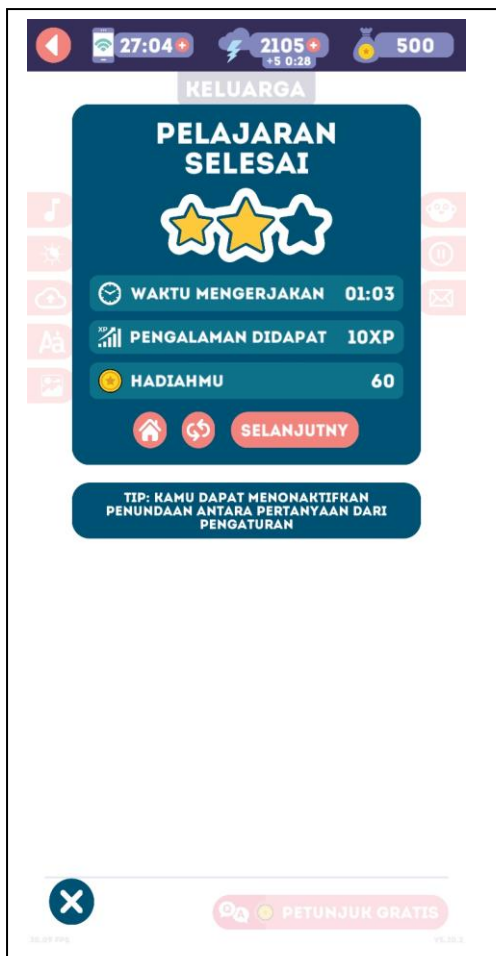 27:04
2105
+5 0:28
500
KELUARGA
PELAJARAN
SELESAI
WAKTU MENGERJAKAN 01:03
XP
PENGALAMAN DIDAPAT 10XP
HADIAHMU 60
SELANJUTNY
TIP: KAMU DAPAT MENONAKTIFKAN
PENUNDAAN ANTARA PERTANYAAN DARI
PENGATURAN
Aà
Q A
PETUNJUK GRATIS